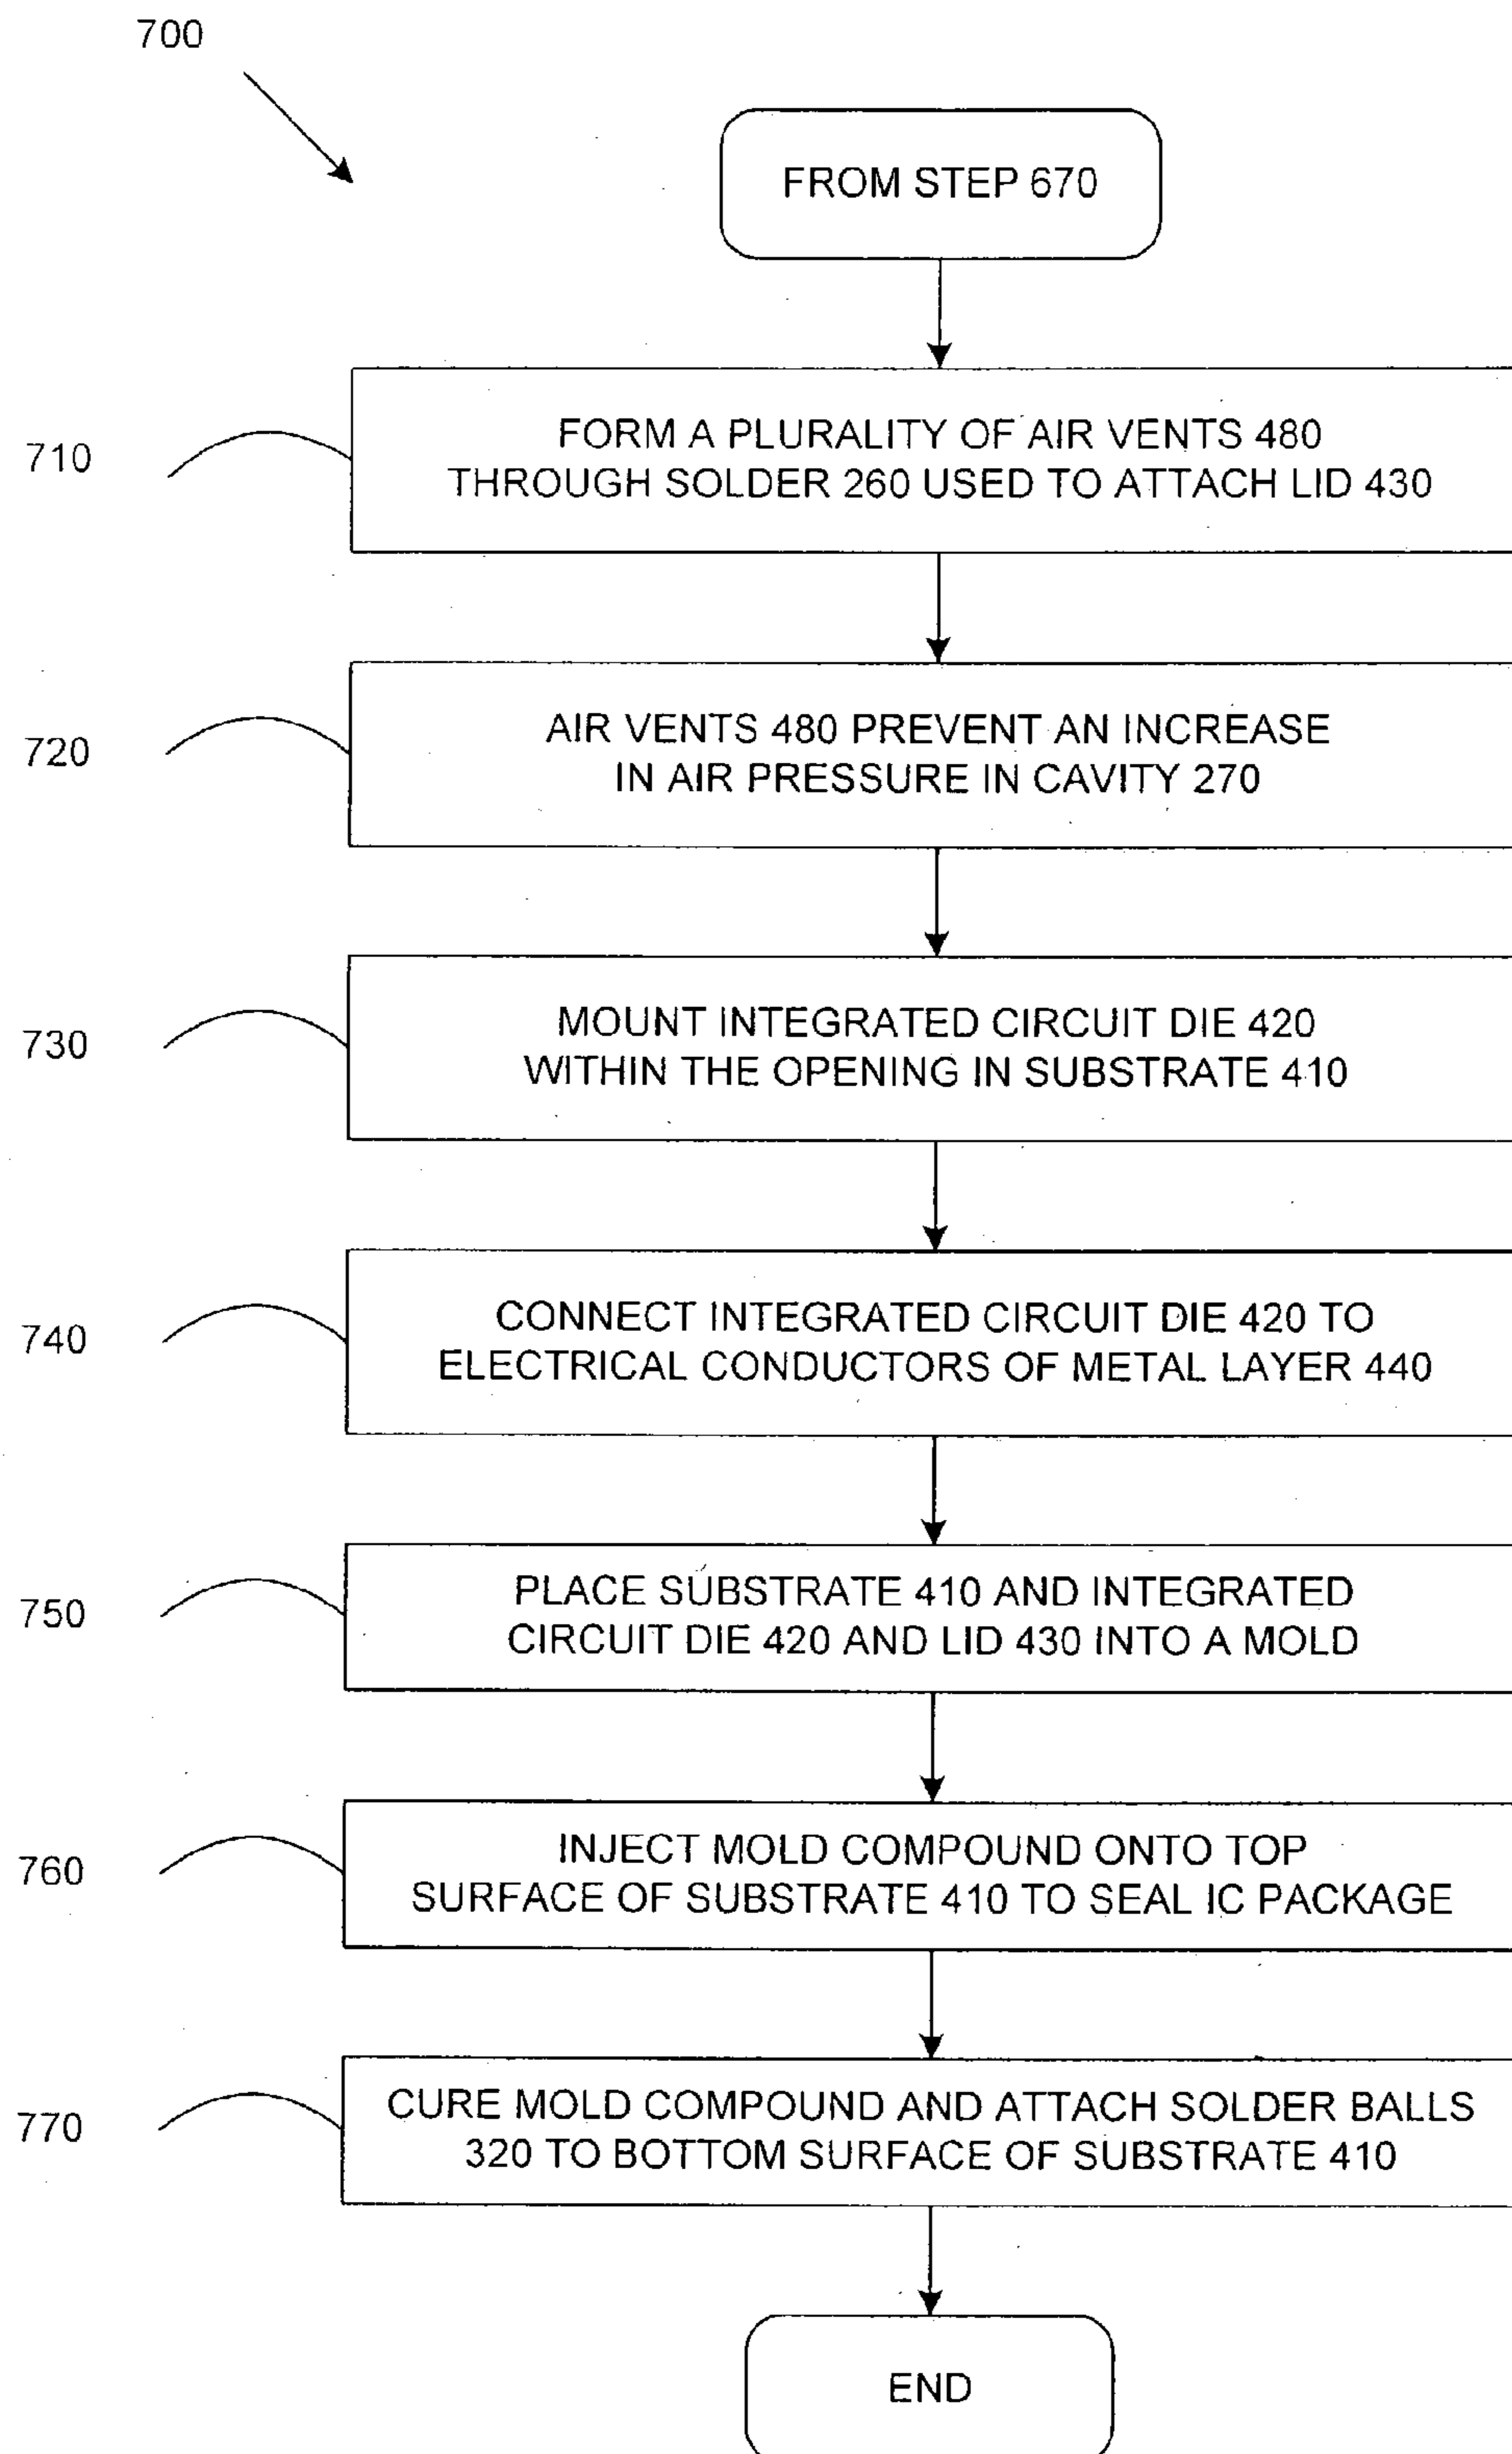 700
FROM STEP 670
710
FORM A PLURALITY OF AIR VENTS 480
THROUGH SOLDER 260 USED TO ATTACH LID 430
720
AIR VENTS 480 PREVENT AN INCREASE
IN AIR PRESSURE IN CAVITY 270
730
MOUNT INTEGRATED CIRCUIT DIE 420
WITHIN THE OPENING IN SUBSTRATE 410
740
CONNECT INTEGRATED CIRCUIT DIE 420 TO
ELECTRICAL CONDUCTORS OF METAL LAYER 440
750
PLACE SUBSTRATE 410 AND INTEGRATED
CIRCUIT DIE 420 AND LID 430 INTO A MOLD
760
INJECT MOLD COMPOUND ONTO TOP
SURFACE OF SUBSTRATE 410 TO SEAL IC PACKAGE
770
CURE MOLD COMPOUND AND ATTACH SOLDER BALLS
320 TO BOTTOM SURFACE OF SUBSTRATE 410
END